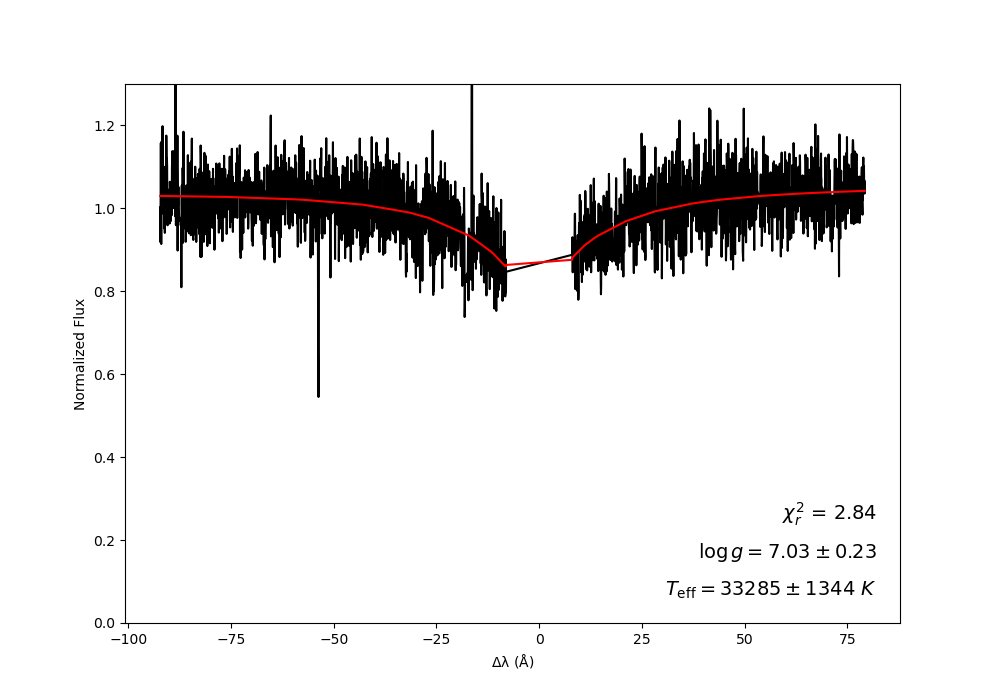 1.2
1.0
0.8
0.6
0.4
0.2
0.0
Normalized Flux
χ²ᵣ = 2.84
log g = 7.03 ± 0.23
T_eff = 33285 ± 1344 K
−100 −75 −50 −25 0 25 50 75
Δλ (Å)